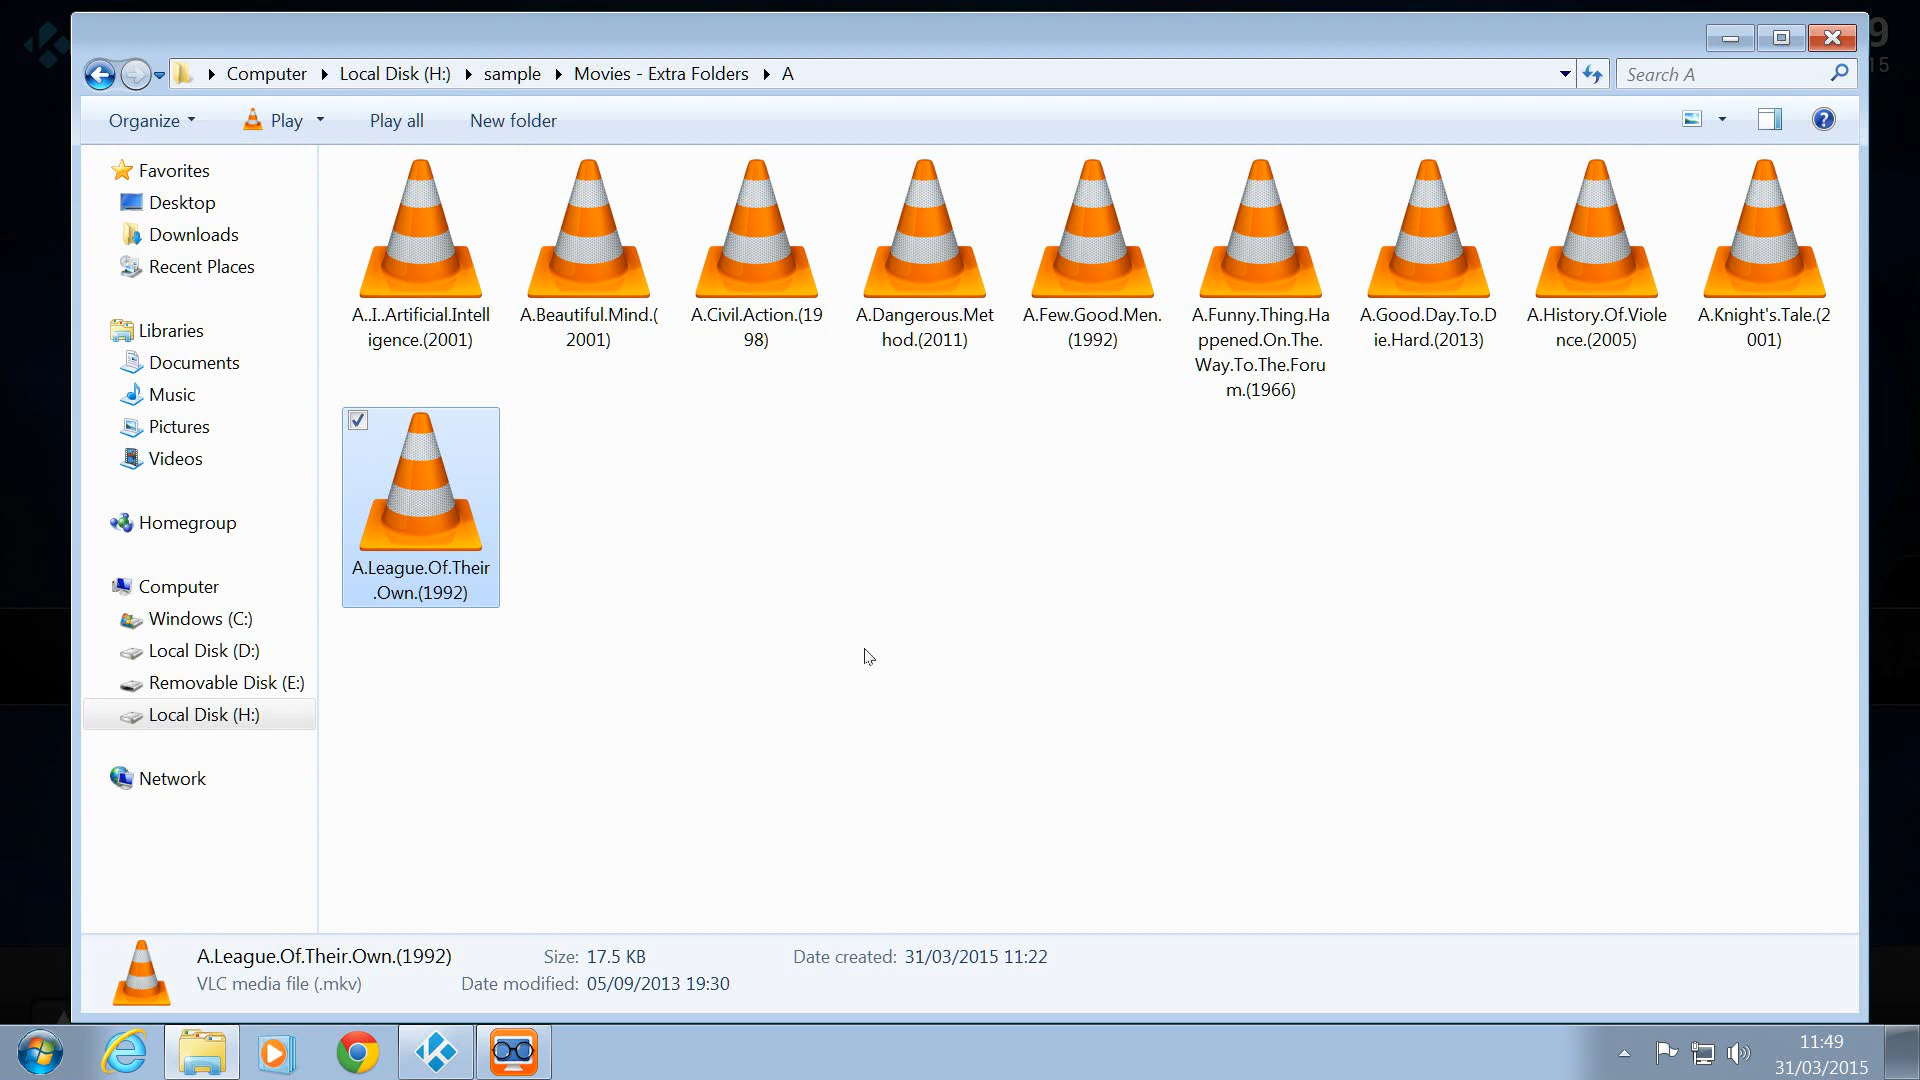 9
15
Computer Local Disk (H:) sample Movies - Extra Folders A
Search A
Organize Play Play all New folder
Favorites
Desktop
Downloads
Recent Places
Libraries
Documents
Music
Pictures
Videos
Homegroup
Computer
Windows (C:)
Local Disk (D:)
Removable Disk (E:)
Local Disk (H:)
Network
A..I..Artificial.Intell
igence.(2001)
A.Beautiful.Mind.(
2001)
A.Civil.Action.(19
98)
A.Dangerous.Met
hod.(2011)
A.Few.Good.Men.
(1992)
A.Funny.Thing.Ha
ppened.On.The.
Way.To.The.Foru
m.(1966)
A.Good.Day.To.D
ie.Hard.(2013)
A.History.Of.Viole
nce.(2005)
A.Knight's.Tale.(2
001)
A.League.Of.Their
.Own.(1992)
A.League.Of.Their.Own.(1992) Size: 17.5 KB Date created: 31/03/2015 11:22
VLC media file (.mkv) Date modified: 05/09/2013 19:30
11:49
31/03/2015